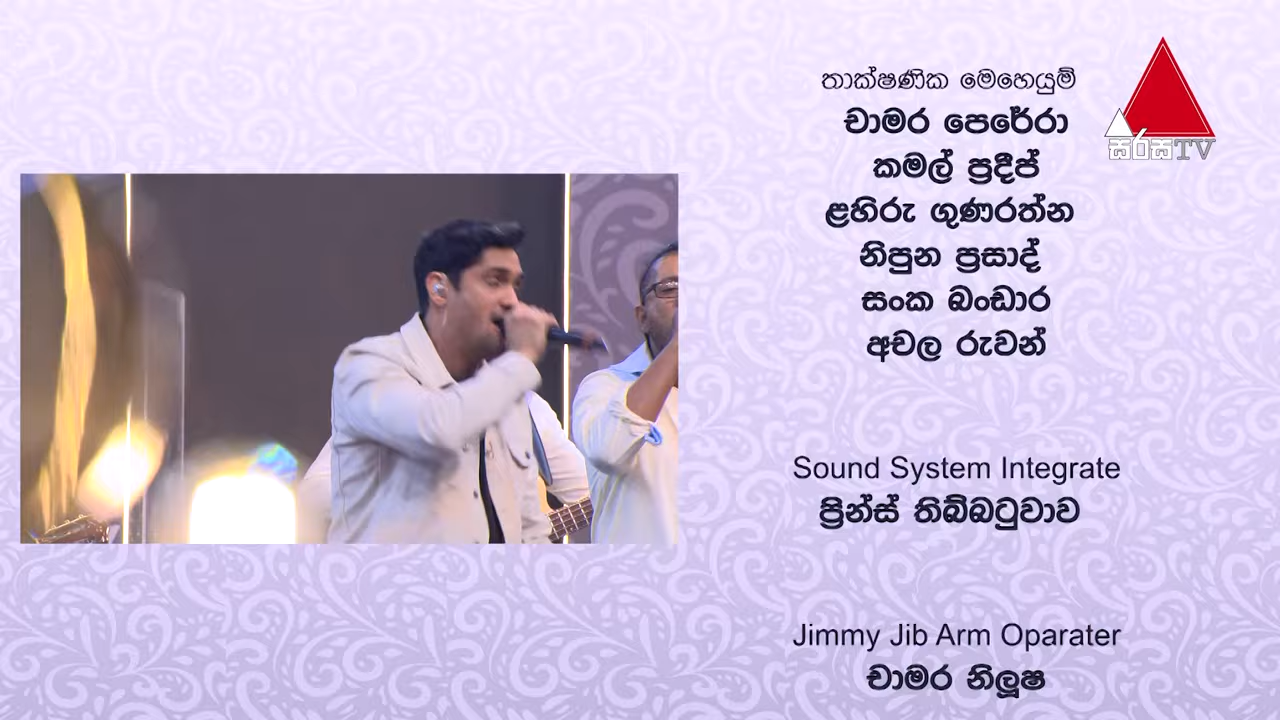 තාක්ෂණික මෙහෙයුම්
චාමර පෙරේරා
කමල් ප්‍රදීප්
ළහිරු ගුණරත්න
නිපුන ප්‍රසාද්
සංක බංඩාර
අචල රුවන්
සිරස TV
Sound System Integrate
ප්‍රින්ස් තිබ්බටුවාව
Jimmy Jib Arm Oparater
චාමර නිලූෂ